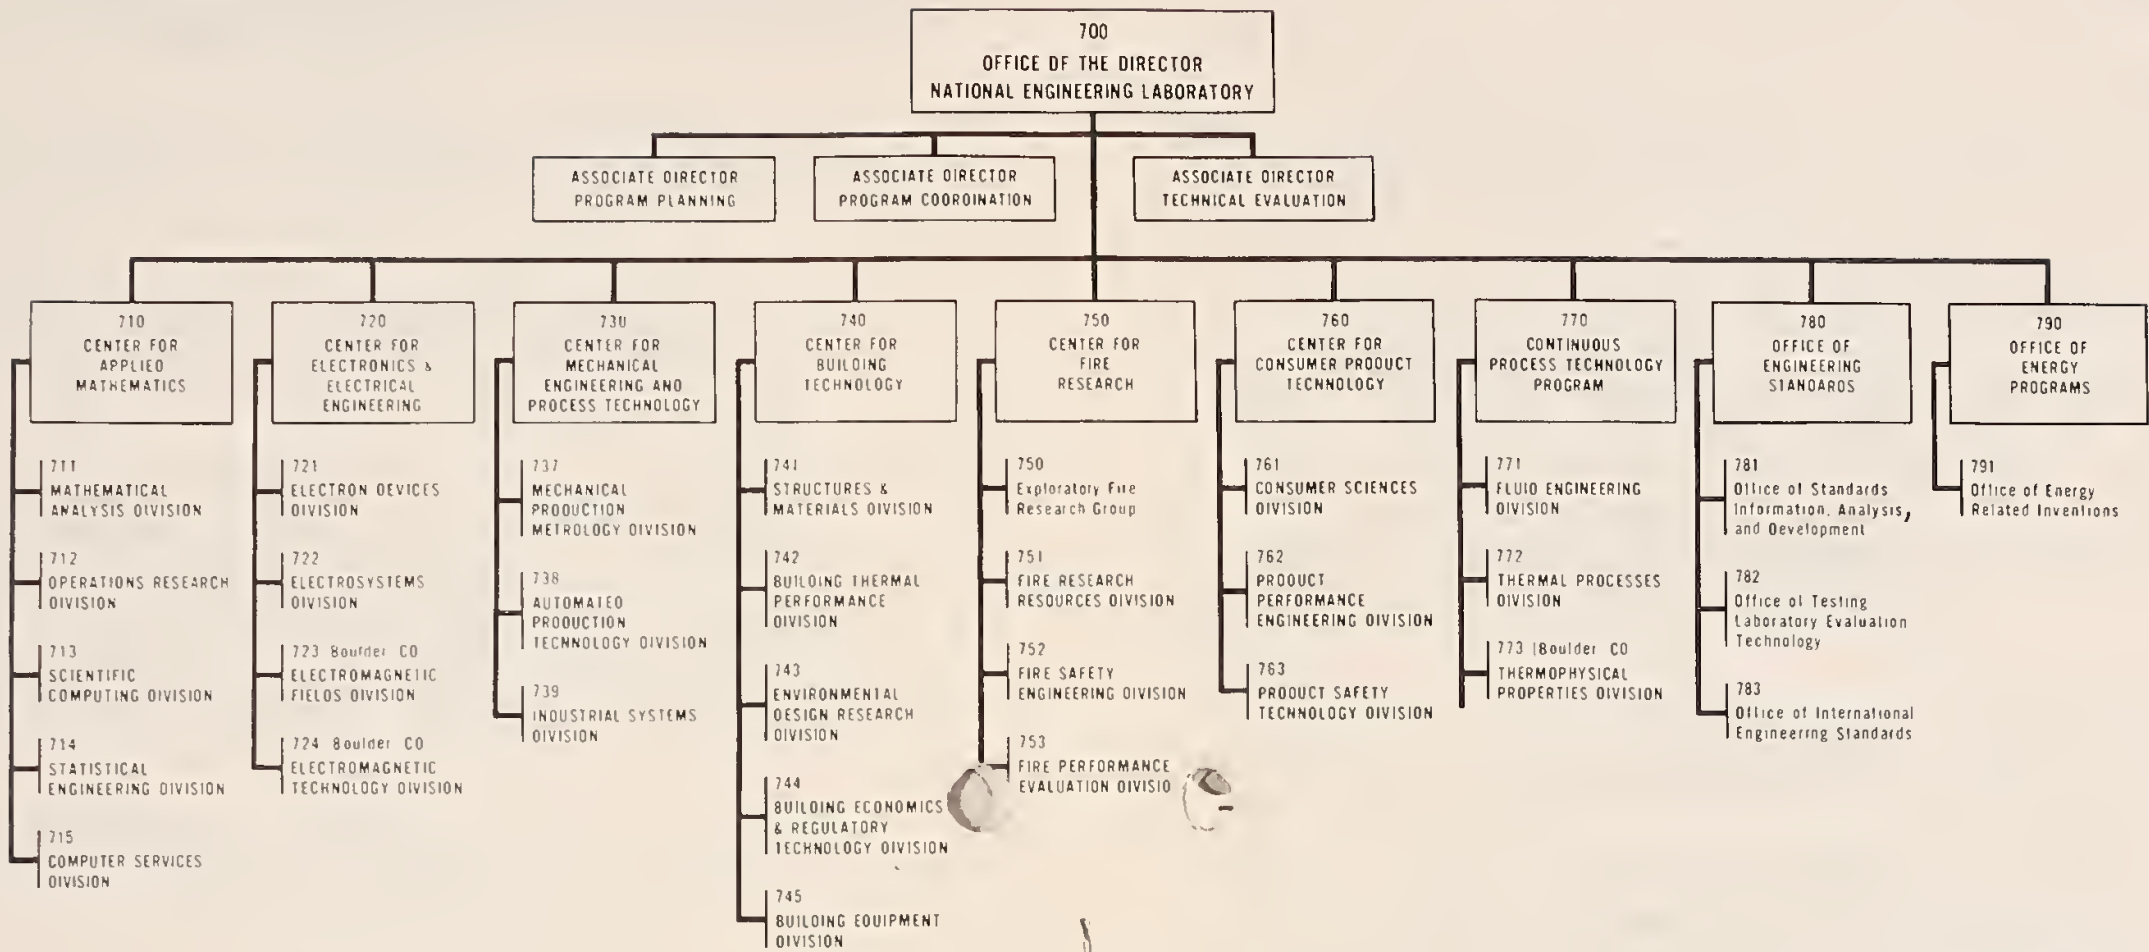 700
OFFICE OF THE DIRECTOR
NATIONAL ENGINEERING LABORATORY
ASSOCIATE DIRECTOR
PROGRAM PLANNING
ASSOCIATE DIRECTOR
PROGRAM COORDINATION
ASSOCIATE DIRECTOR
TECHNICAL EVALUATION
710
CENTER FOR
APPLIED
MATHEMATICS
711
MATHEMATICAL
ANALYSIS DIVISION
712
OPERATIONS RESEARCH
DIVISION
713
SCIENTIFIC
COMPUTING DIVISION
714
STATISTICAL
ENGINEERING DIVISION
715
COMPUTER SERVICES
DIVISION
720
CENTER FOR
ELECTRONICS &
ELECTRICAL
ENGINEERING
721
ELECTRON DEVICES
DIVISION
722
ELECTROSYSTEMS
DIVISION
723 Boulder CO
ELECTROMAGNETIC
FIELDS DIVISION
724 Boulder CO
ELECTROMAGNETIC
TECHNOLOGY DIVISION
730
CENTER FOR
MECHANICAL
ENGINEERING AND
PROCESS TECHNOLOGY
737
MECHANICAL
PRODUCTION
METROLOGY DIVISION
738
AUTOMATED
PRODUCTION
TECHNOLOGY DIVISION
739
INDUSTRIAL SYSTEMS
DIVISION
740
CENTER FOR
BUILDING
TECHNOLOGY
741
STRUCTURES &
MATERIALS DIVISION
742
BUILDING THERMAL
PERFORMANCE
DIVISION
743
ENVIRONMENTAL
DESIGN RESEARCH
DIVISION
744
BUILDING ECONOMICS
& REGULATORY
TECHNOLOGY DIVISION
745
BUILDING EQUIPMENT
DIVISION
750
CENTER FOR
FIRE
RESEARCH
750
Exploratory Fire
Research Group
751
FIRE RESEARCH
RESOURCES DIVISION
752
FIRE SAFETY
ENGINEERING DIVISION
753
FIRE PERFORMANCE
EVALUATION DIVISIO
760
CENTER FOR
CONSUMER PRODUCT
TECHNOLOGY
761
CONSUMER SCIENCES
DIVISION
762
PRODUCT
PERFORMANCE
ENGINEERING DIVISION
763
PRODUCT SAFETY
TECHNOLOGY DIVISION
770
CONTINUOUS
PROCESS TECHNOLOGY
PROGRAM
771
FLUID ENGINEERING
DIVISION
772
THERMAL PROCESSES
DIVISION
773 (Boulder CO
THERMOPHYSICAL
PROPERTIES DIVISION
780
OFFICE OF
ENGINEERING
STANDARDS
781
Office of Standards
Information, Analysis,
and Development
782
Office of Testing
Laboratory Evaluation
Technology
783
Office of International
Engineering Standards
790
OFFICE OF
ENERGY
PROGRAMS
791
Office of Energy
Related Inventions